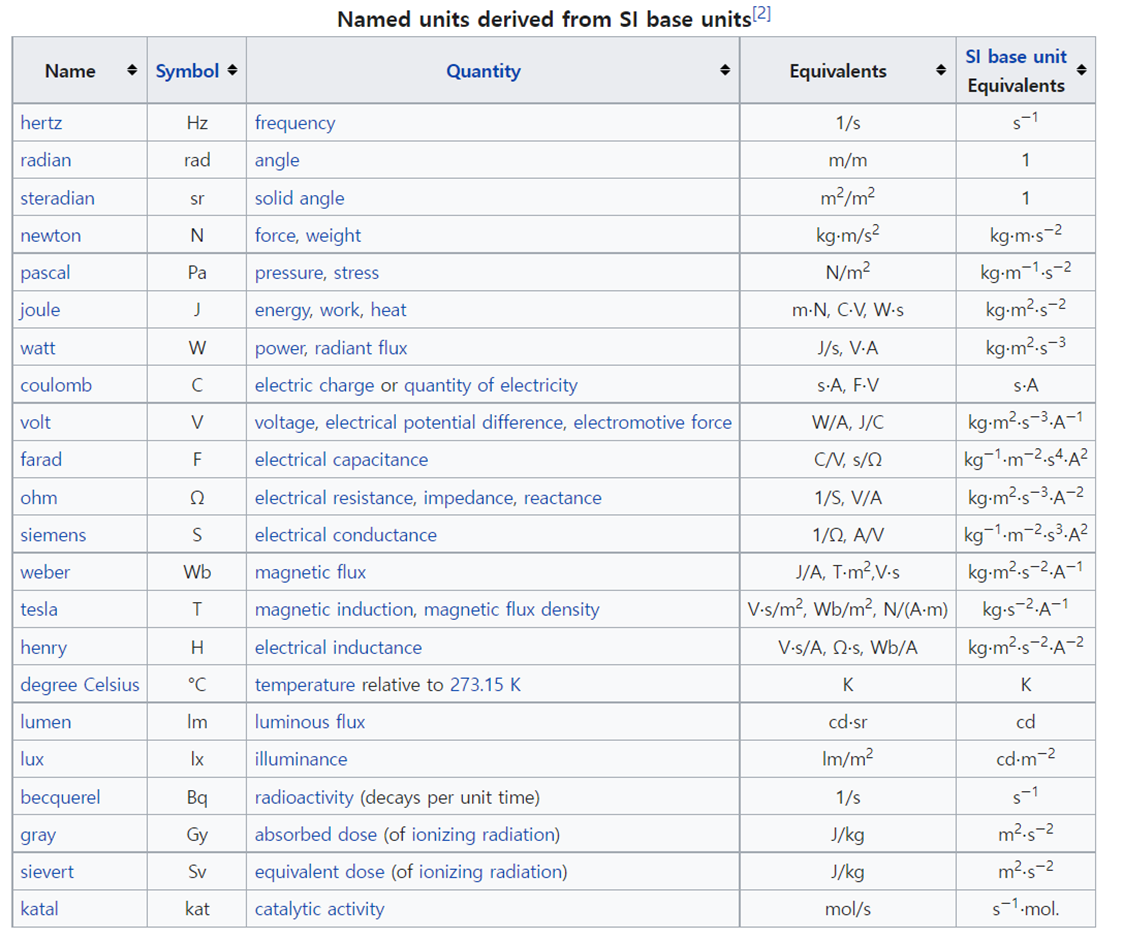 Named units derived from SI base units[2]
Name Symbol Quantity Equivalents SI base unit Equivalents
hertz Hz frequency 1/s s⁻¹
radian rad angle m/m 1
steradian sr solid angle m²/m² 1
newton N force, weight kg·m/s² kg·m·s⁻²
pascal Pa pressure, stress N/m² kg·m⁻¹·s⁻²
joule J energy, work, heat m·N, C·V, W·s kg·m²·s⁻²
watt W power, radiant flux J/s, V·A kg·m²·s⁻³
coulomb C electric charge or quantity of electricity s·A, F·V s·A
volt V voltage, electrical potential difference, electromotive force W/A, J/C kg·m²·s⁻³·A⁻¹
farad F electrical capacitance C/V, s/Ω kg⁻¹·m⁻²·s⁴·A²
ohm Ω electrical resistance, impedance, reactance 1/S, V/A kg·m²·s⁻³·A⁻²
siemens S electrical conductance 1/Ω, A/V kg⁻¹·m⁻²·s³·A²
weber Wb magnetic flux J/A, T·m²,V·s kg·m²·s⁻²·A⁻¹
tesla T magnetic induction, magnetic flux density V·s/m², Wb/m², N/(A·m) kg·s⁻²·A⁻¹
henry H electrical inductance V·s/A, Ω·s, Wb/A kg·m²·s⁻²·A⁻²
degree Celsius °C temperature relative to 273.15 K K K
lumen lm luminous flux cd·sr cd
lux lx illuminance lm/m² cd·m⁻²
becquerel Bq radioactivity (decays per unit time) 1/s s⁻¹
gray Gy absorbed dose (of ionizing radiation) J/kg m²·s⁻²
sievert Sv equivalent dose (of ionizing radiation) J/kg m²·s⁻²
katal kat catalytic activity mol/s s⁻¹·mol.